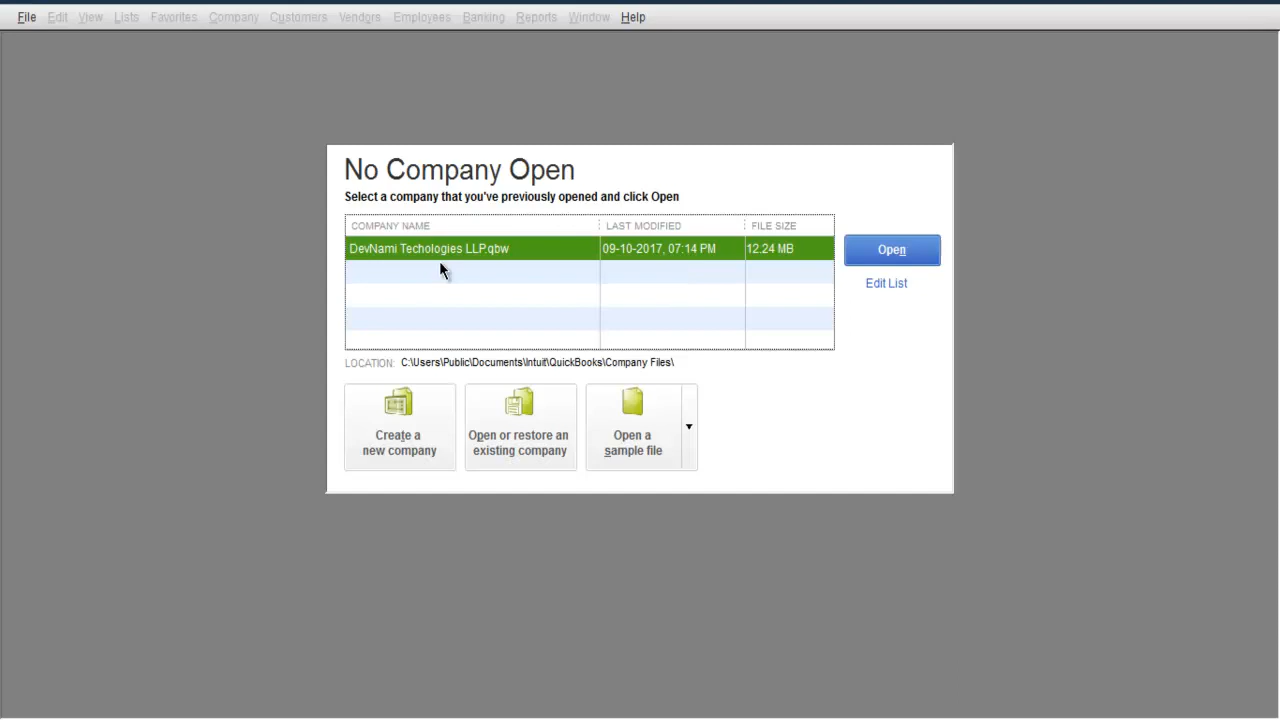 File Edit View Lists Favorites Company Customers Vendors Employees Banking Reports Window Help
No Company Open
Select a company that you've previously opened and click Open
COMPANY NAME LAST MODIFIED FILE SIZE
DevNami Techologies LLP.qbw 09-10-2017, 07:14 PM 12.24 MB
Open
Edit List
LOCATION: C:\Users\Public\Documents\Intuit\QuickBooks\Company Files\
Create a
new company
Open or restore an
existing company
Open a
sample file